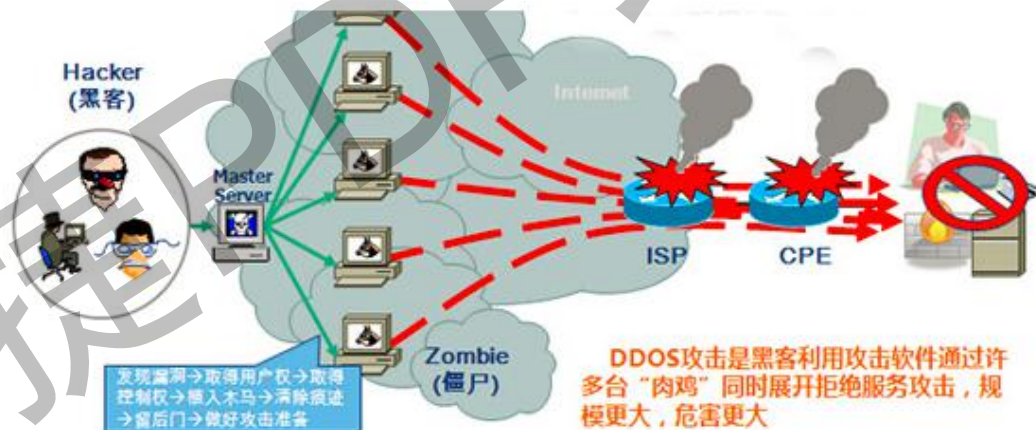 Hacker
(黑客)
Master
Server
Internet
ISP
CPE
Zombie
(僵尸)
发现漏洞→取得用户权→取得
控制权→植入木马→清除痕迹
→留后门→做好攻击准备
DDOS攻击是黑客利用攻击软件通过许
多台“肉鸡”同时展开拒绝服务攻击，规
模更大，危害更大
捷PDF